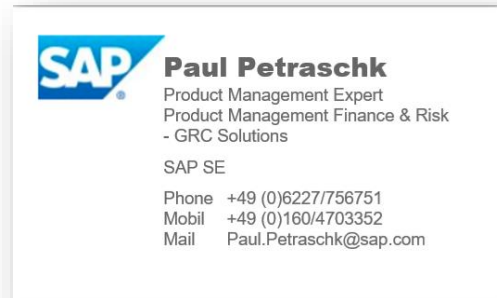 SAP
Paul Petraschk
Product Management Expert
Product Management Finance & Risk
- GRC Solutions
SAP SE
Phone +49 (0)6227/756751
Mobil +49 (0)160/4703352
Mail Paul.Petraschk@sap.com